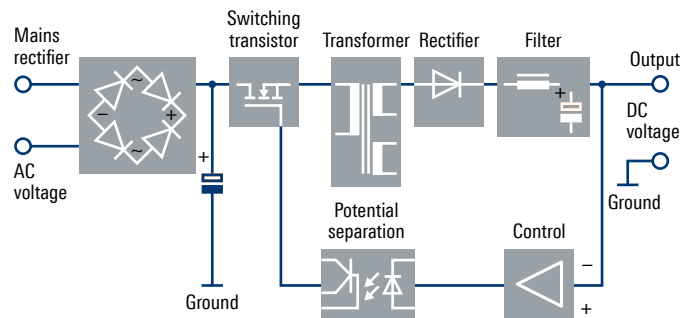 Mains
rectifier
Switching
transistor
Transformer
Rectifier
Filter
Output
~
−
+
~
+
+
AC
voltage
DC
voltage
Ground
Potential
separation
Control
−
+
Ground